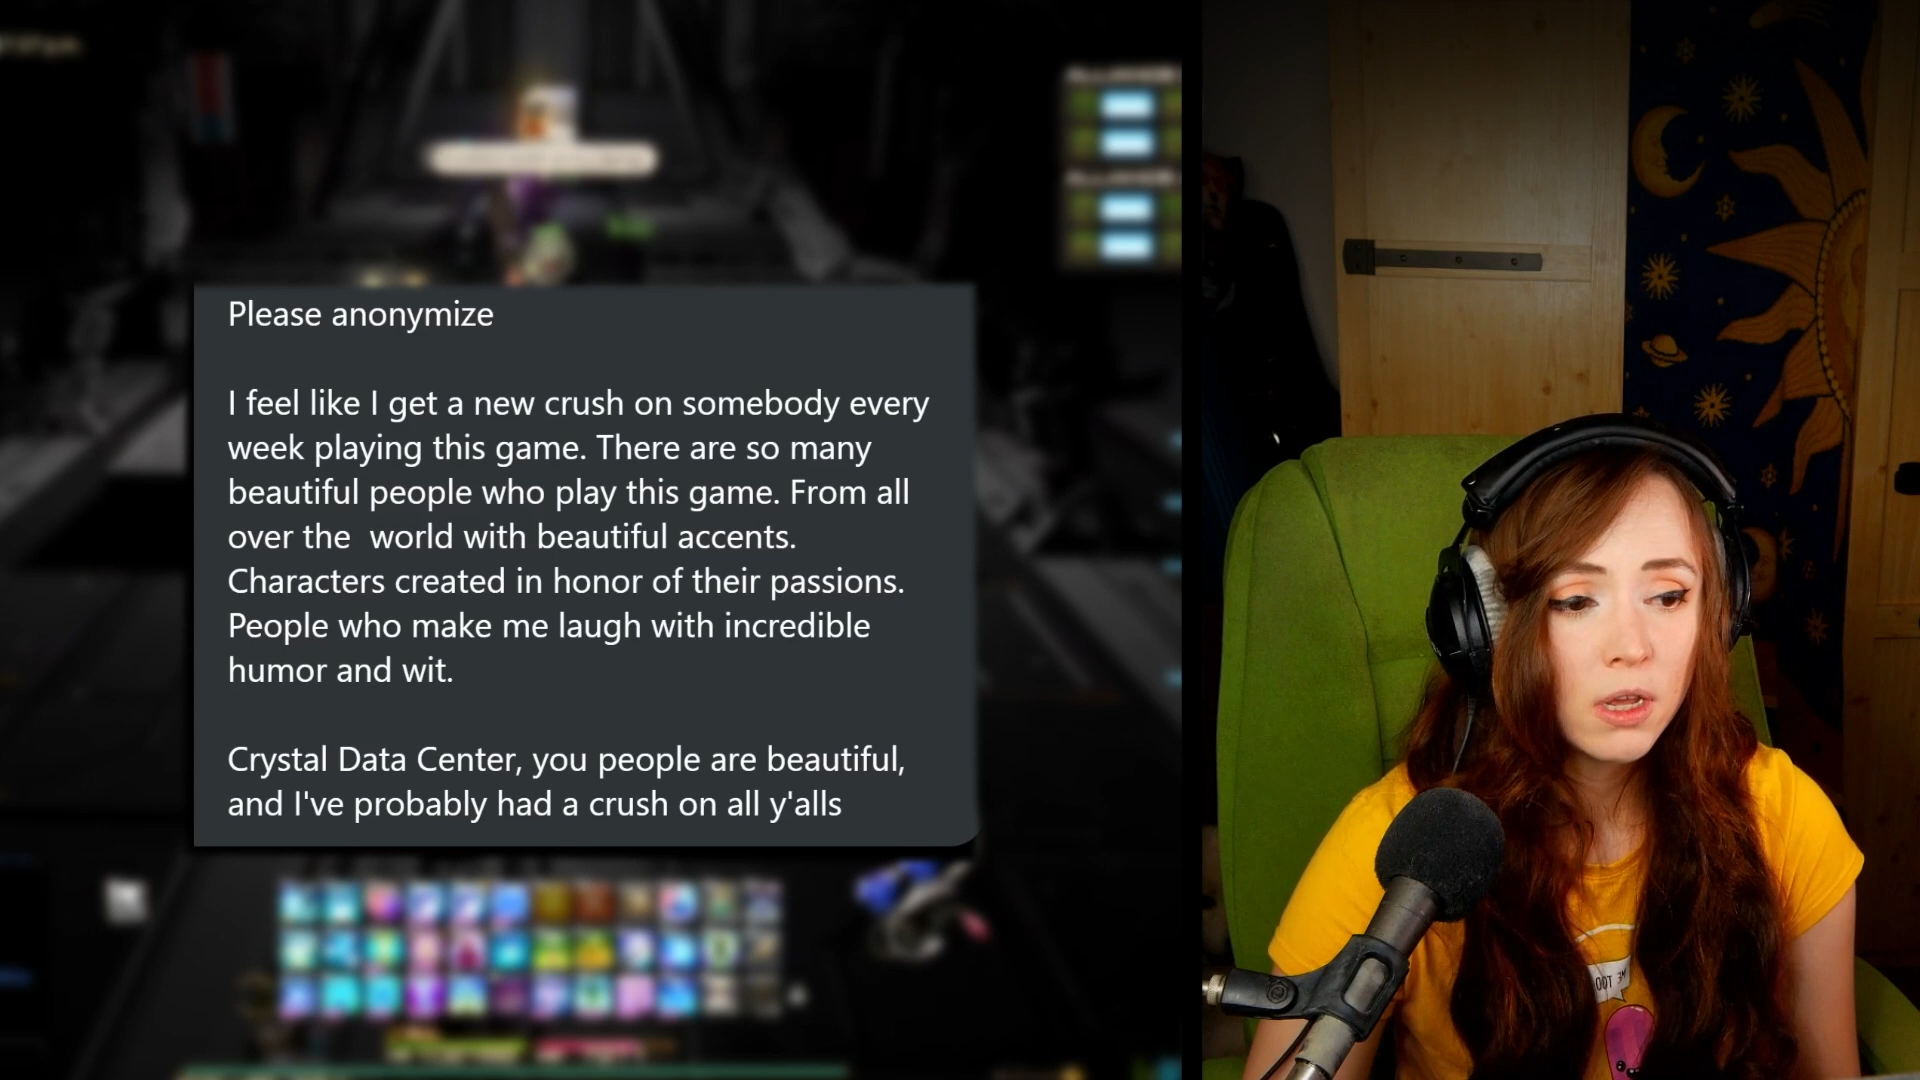 Please anonymize
I feel like I get a new crush on somebody every
week playing this game. There are so many
beautiful people who play this game. From all
over the  world with beautiful accents.
Characters created in honor of their passions.
People who make me laugh with incredible
humor and wit.
Crystal Data Center, you people are beautiful,
and I've probably had a crush on all y'alls
ME TOO